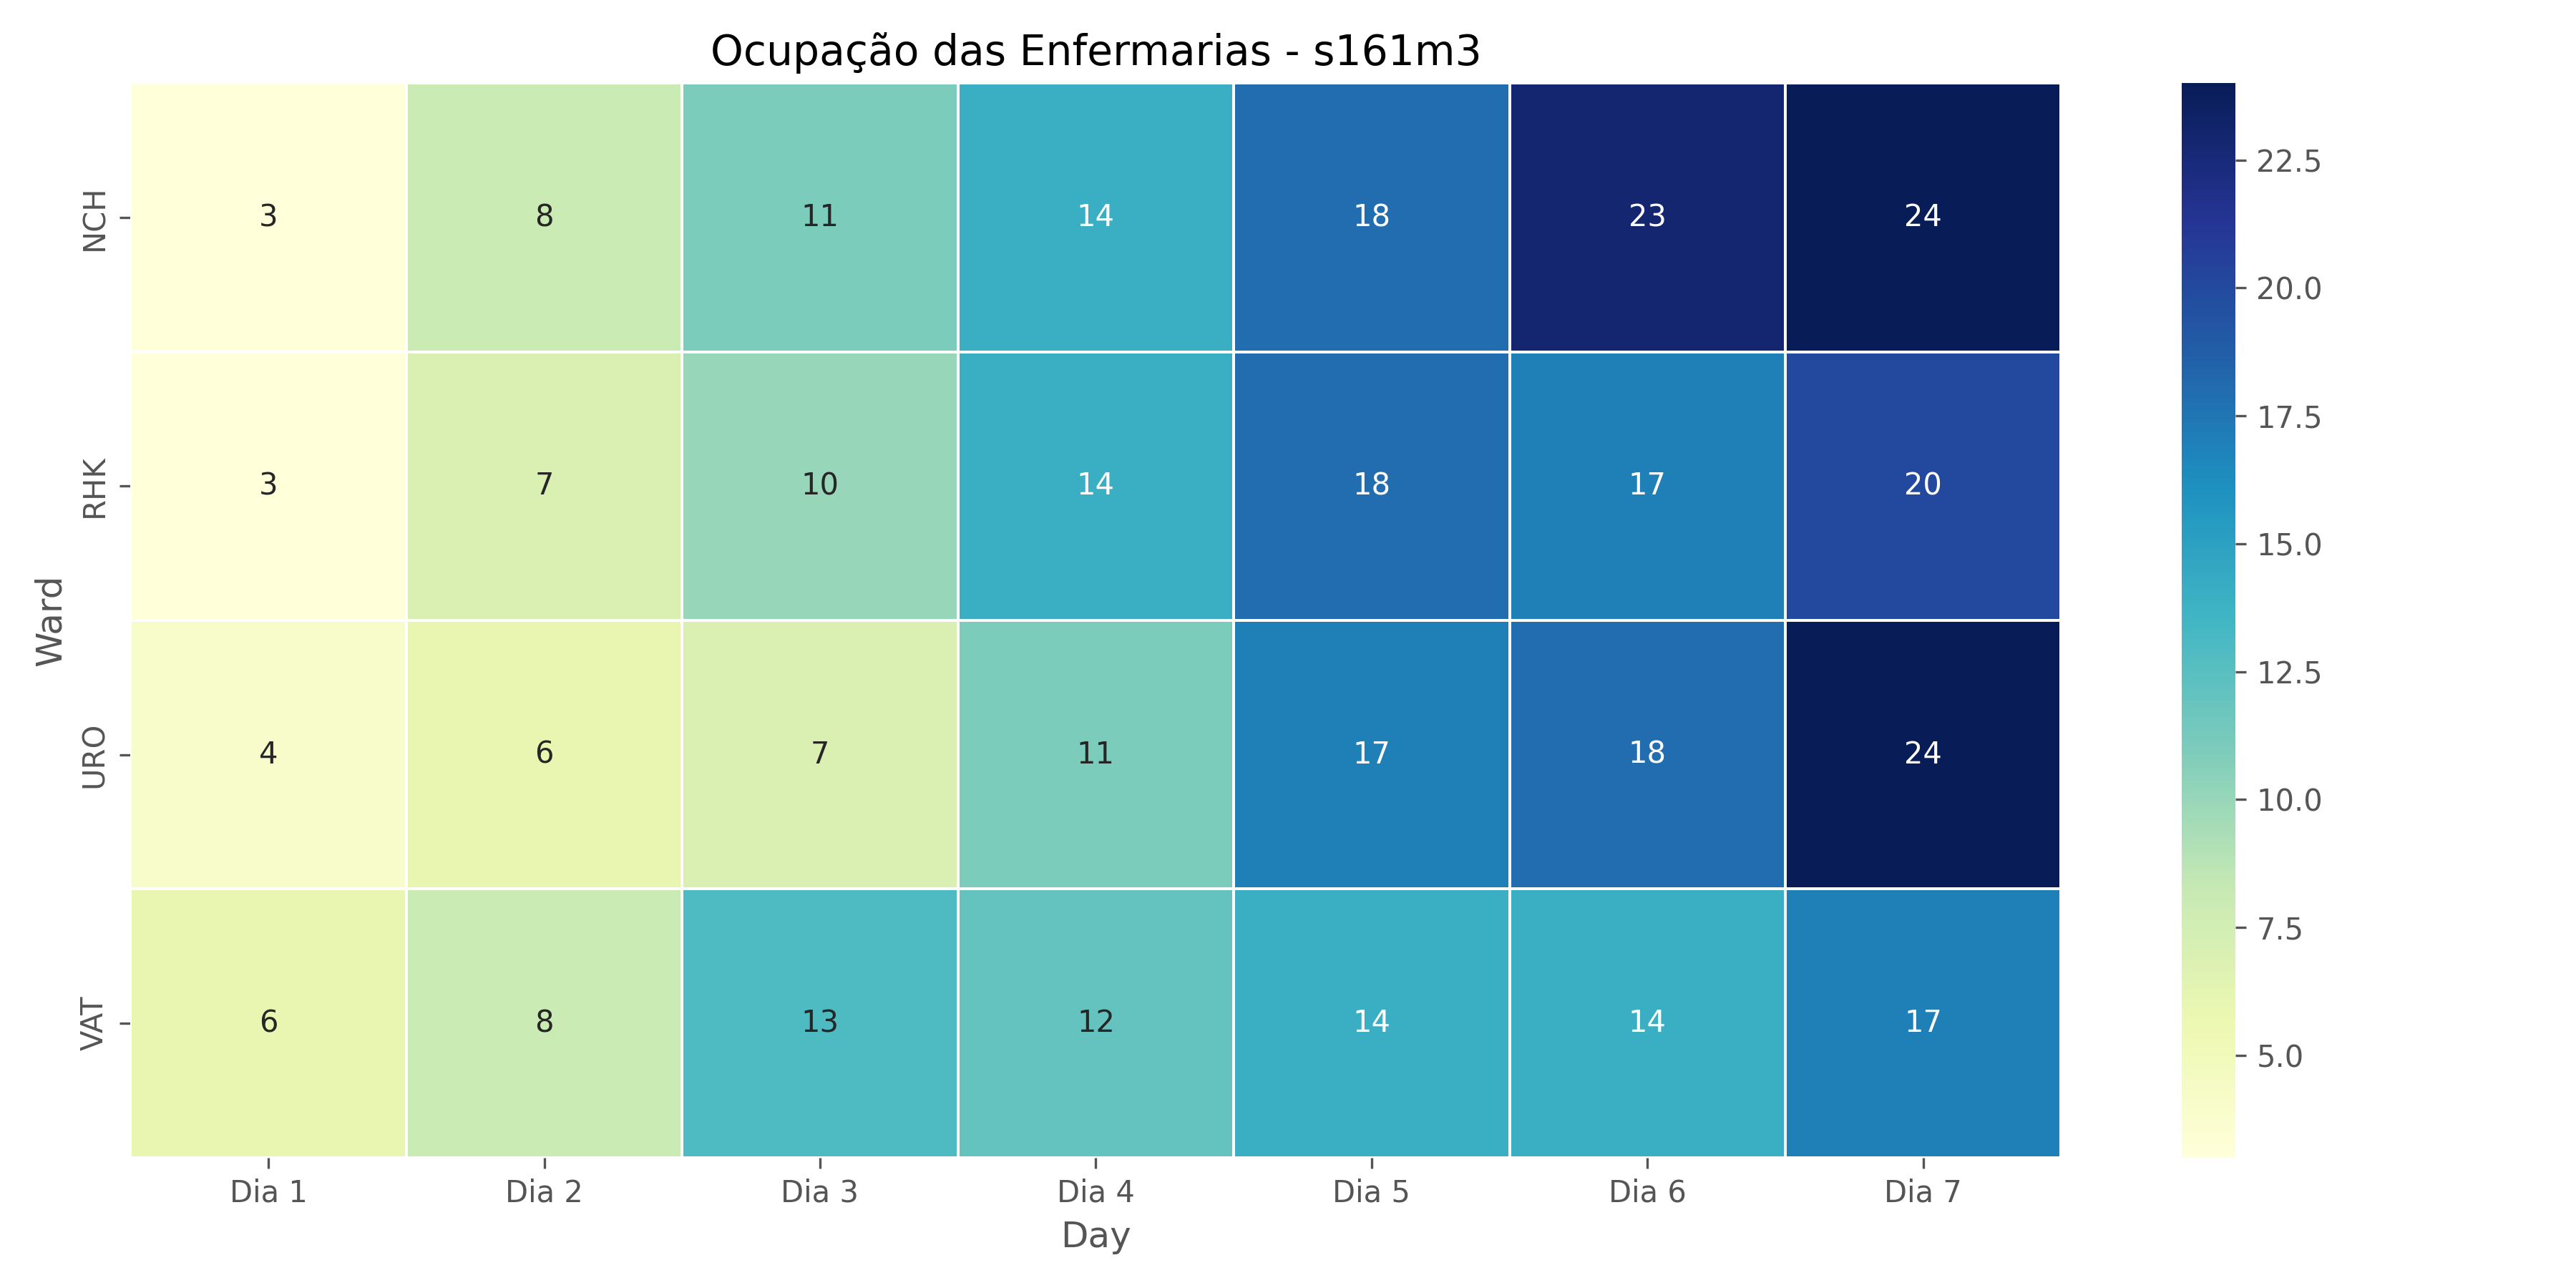 Ocupação das Enfermarias - s161m3
Ward
NCH 3 8 11 14 18 23 24
RHK 3 7 10 14 18 17 20
URO 4 6 7 11 17 18 24
VAT 6 8 13 12 14 14 17
Dia 1 Dia 2 Dia 3 Dia 4 Dia 5 Dia 6 Dia 7
Day
22.5
20.0
17.5
15.0
12.5
10.0
7.5
5.0